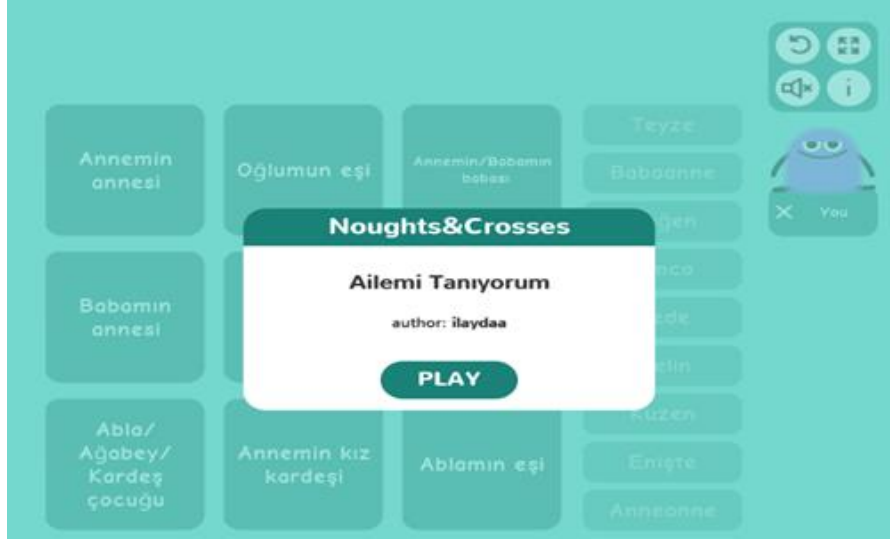 Annemin
annesi
Oğlumun eşi
Annemin/Babamın
babası
Teyze
Babaanne
You
Noughts&Crosses
Ailemi Tanıyorum
author: ilaydaa
PLAY
Babamın
annesi
Abla/
Ağabey/
Kardeş
çocuğu
Annemin kız
kardeşi
Ablamın eşi
Kuzen
Enişte
Anneanne